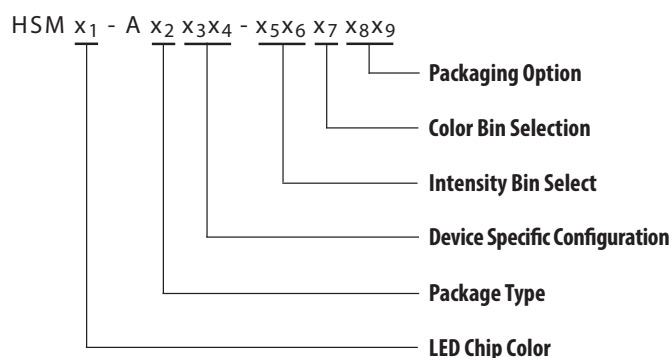 HSM x1 - A x2 x3x4 - x5x6 x7 x8x9
Packaging Option
Color Bin Selection
Intensity Bin Select
Device Specific Configuration
Package Type
LED Chip Color